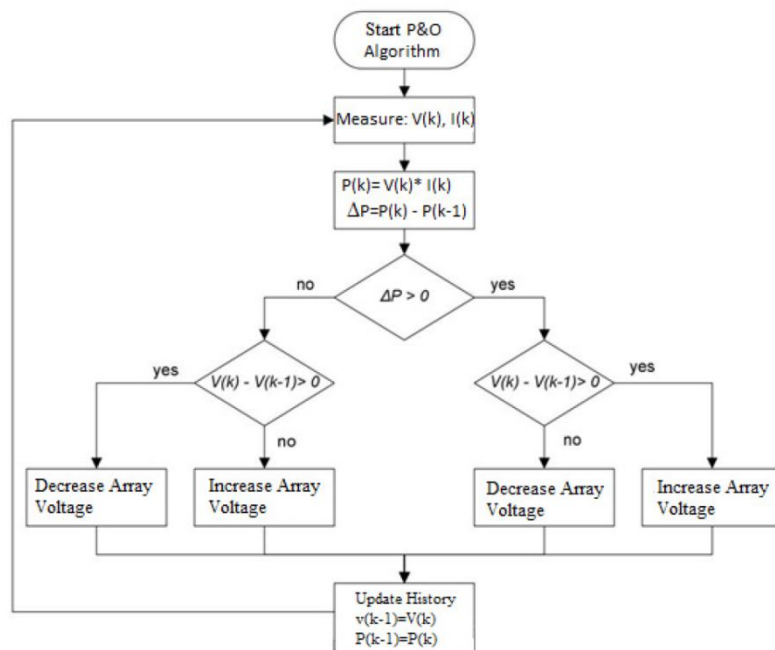 Start P&O
Algorithm
Measure: V(k), I(k)
P(k)= V(k)* I(k)
ΔP=P(k) - P(k-1)
no
ΔP > 0
yes
yes
V(k) - V(k-1)> 0
V(k) - V(k-1)> 0
yes
no
no
Decrease Array
Voltage
Increase Array
Voltage
Decrease Array
Voltage
Increase Array
Voltage
Update History
v(k-1)=V(k)
P(k-1)=P(k)